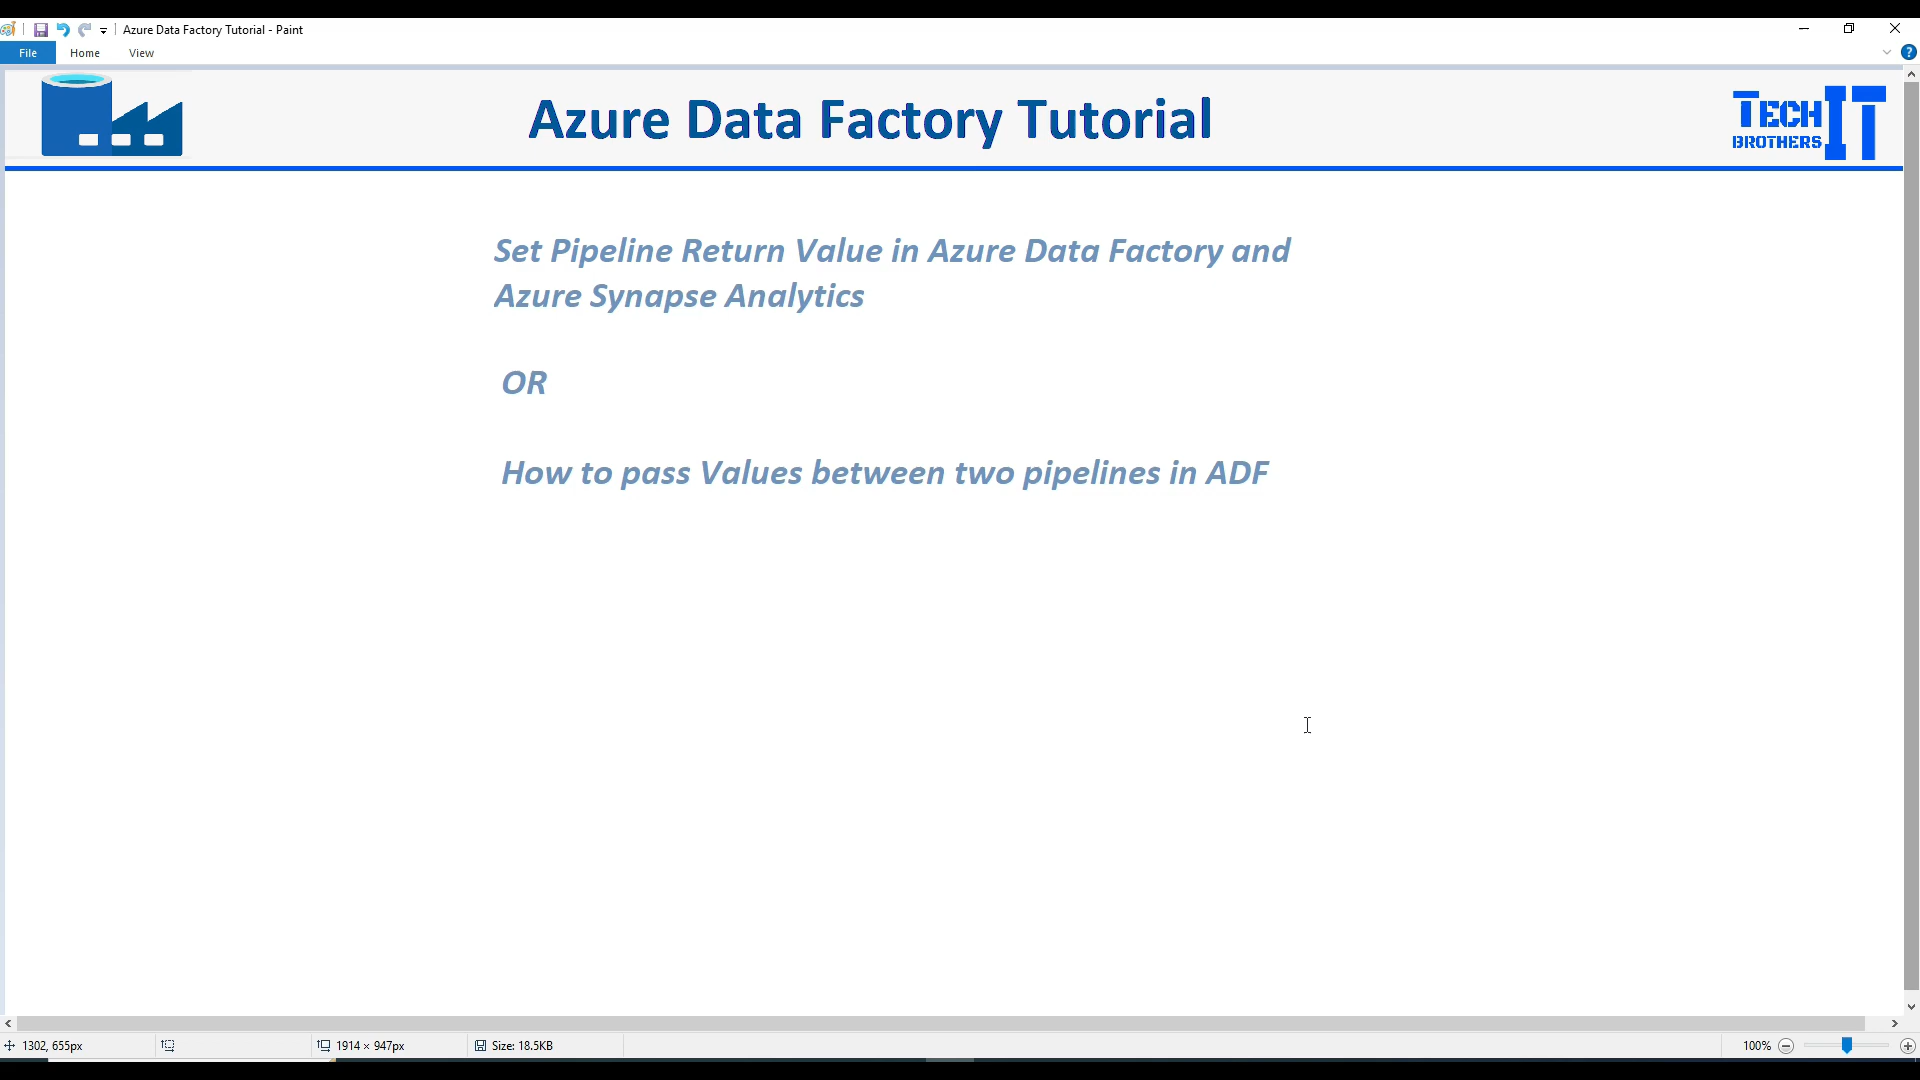 Azure Data Factory Tutorial - Paint
File Home View
Azure Data Factory Tutorial
TECH IT
BROTHERS
Set Pipeline Return Value in Azure Data Factory and
Azure Synapse Analytics
OR
How to pass Values between two pipelines in ADF
1302, 655px 1914 × 947px Size: 18.5KB 100%